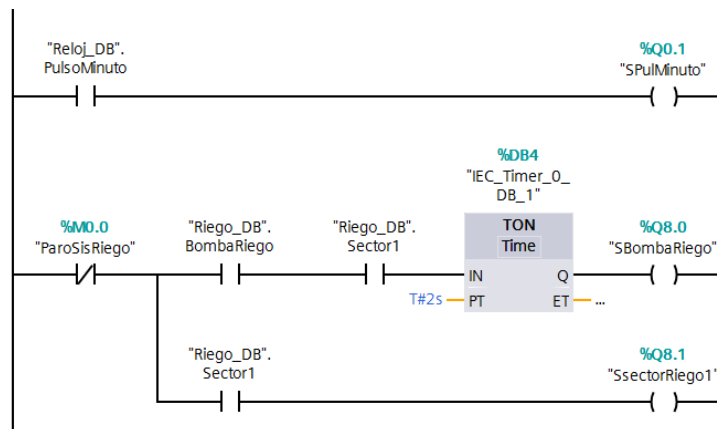 "Reloj_DB".
PulsoMinuto
%Q0.1
"SPulMinuto"
%DB4
"IEC_Timer_0_
DB_1"
%M0.0
"ParoSisRiego"
"Riego_DB".
BombaRiego
"Riego_DB".
Sector1
TON
Time
%Q8.0
"SBombaRiego"
IN
Q
T#2s
PT
ET
...
"Riego_DB".
Sector1
%Q8.1
"SsectorRiego1"